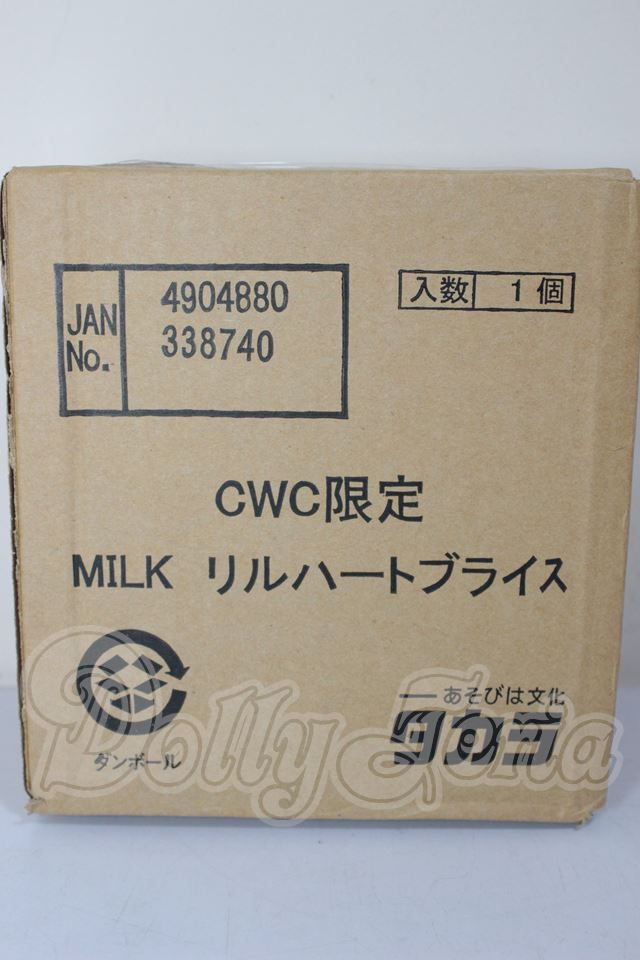 JAN No.
4904880
338740
入数 1個
CWC限定
MILK リルハートブライス
ダンボール
あそびは文化
タカラ
Dolly Zona